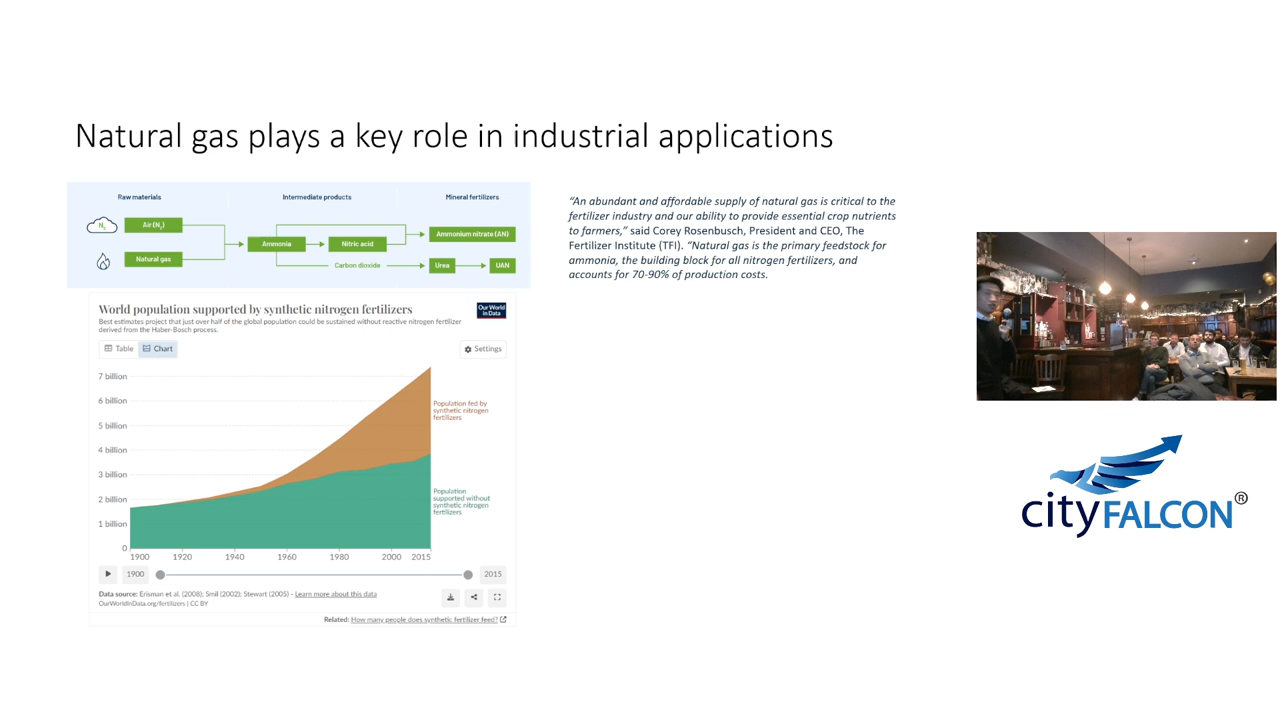 Natural gas plays a key role in industrial applications
Raw materials
Intermediate products
Mineral fertilizers
N₂
Air (N₂)
Natural gas
Ammonia
Nitric acid
Carbon dioxide
Ammonium nitrate (AN)
Urea
UAN
“An abundant and affordable supply of natural gas is critical to the
fertilizer industry and our ability to provide essential crop nutrients
to farmers,” said Corey Rosenbusch, President and CEO, The
Fertilizer Institute (TFI). “Natural gas is the primary feedstock for
ammonia, the building block for all nitrogen fertilizers, and
accounts for 70-90% of production costs.
World population supported by synthetic nitrogen fertilizers
Best estimates project that just over half of the global population could be sustained without reactive nitrogen fertilizer
derived from the Haber-Bosch process.
Our World
in Data
Table
Chart
Settings
7 billion
6 billion
5 billion
4 billion
3 billion
2 billion
1 billion
0
Population fed by
synthetic nitrogen
fertilizers
Population
supported without
synthetic nitrogen
fertilizers
1900
1920
1940
1960
1980
2000
2015
1900
2015
Data source: Erisman et al. (2008); Smil (2002); Stewart (2005) - Learn more about this data
OurWorldInData.org/fertilizers | CC BY
Related: How many people does synthetic fertilizer feed?
cityFALCON®